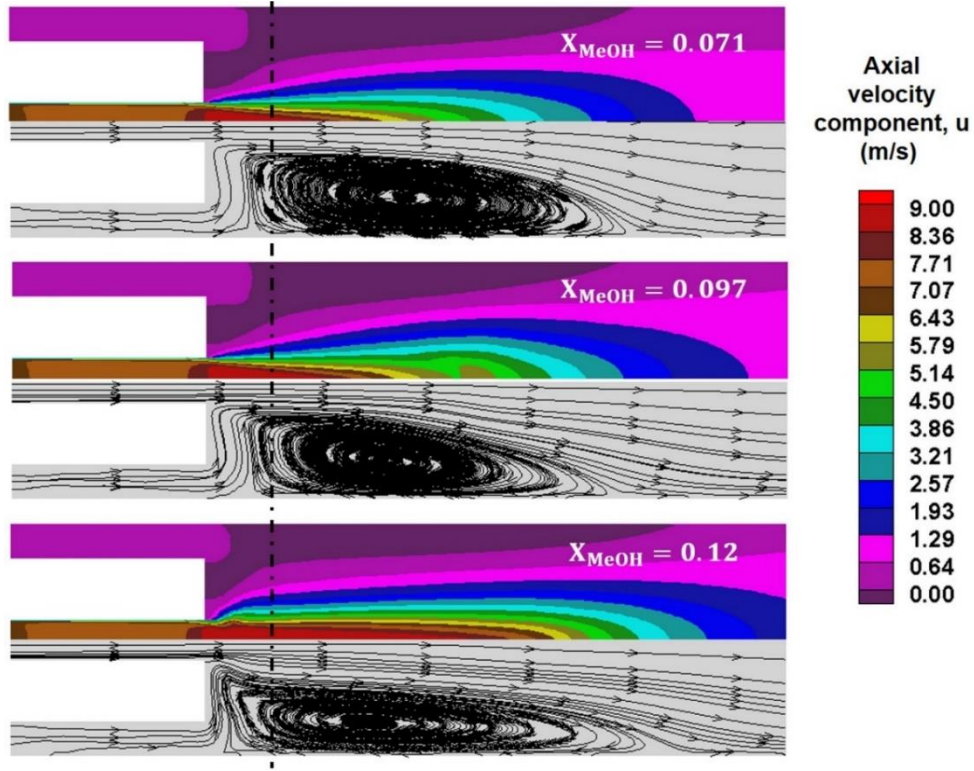 X_MeOH = 0.071
X_MeOH = 0.097
X_MeOH = 0.12
Axial
velocity
component, u
(m/s)
9.00
8.36
7.71
7.07
6.43
5.79
5.14
4.50
3.86
3.21
2.57
1.93
1.29
0.64
0.00